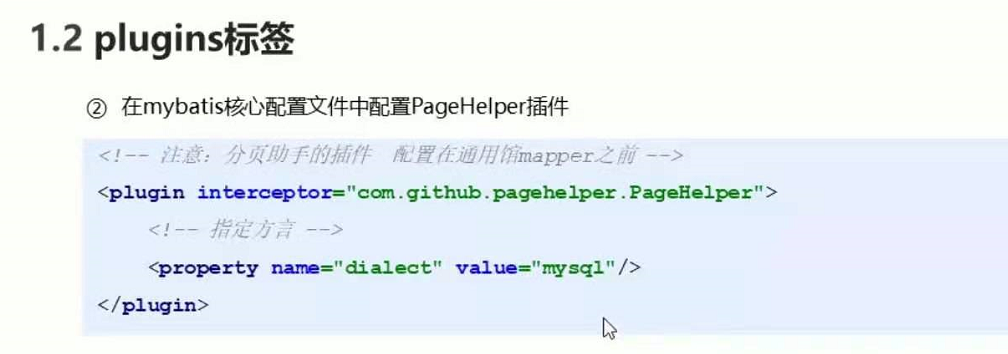 1.2 plugins标签
② 在mybatis核心配置文件中配置PageHelper插件
<!-- 注意：分页助手的插件 配置在通用馆mapper之前 -->
<plugin interceptor="com.github.pagehelper.PageHelper">
<!-- 指定方言 -->
<property name="dialect" value="mysql"/>
</plugin>